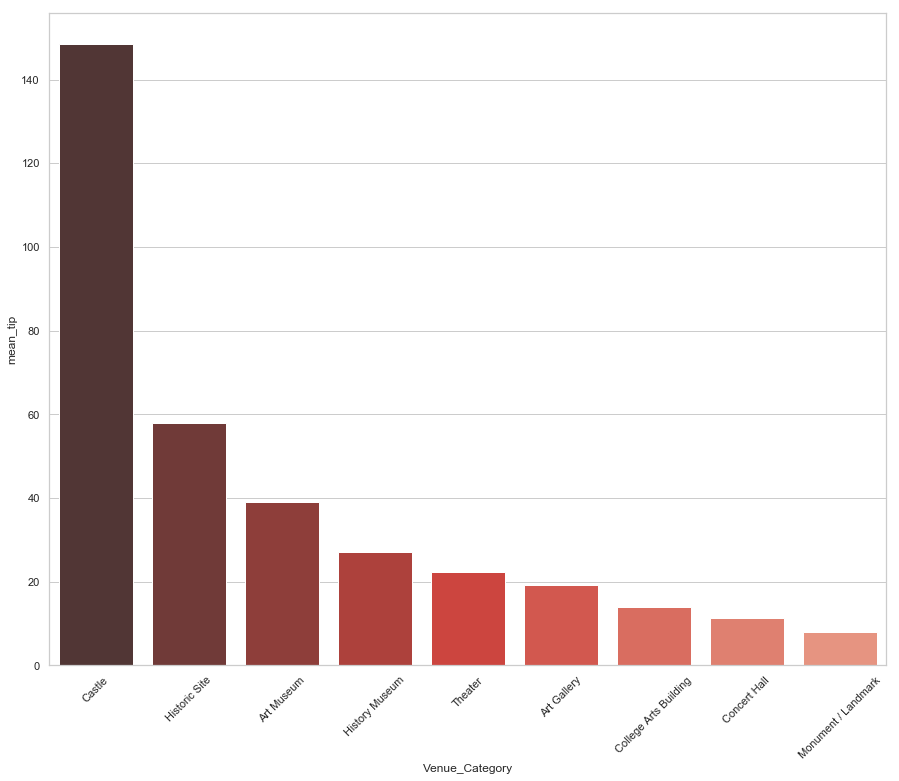 140
120
100
80
60
40
20
0
mean_tip
Castle
Historic Site
Art Museum
History Museum
Theater
Art Gallery
College Arts Building
Concert Hall
Monument / Landmark
Venue_Category